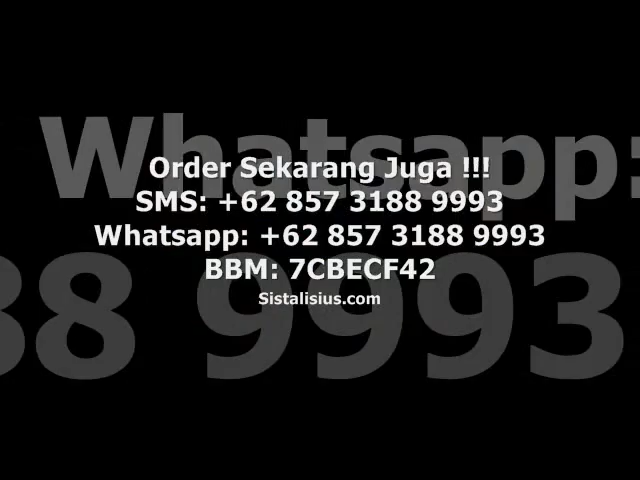 Whatsapp:
Order Sekarang Juga !!!
SMS: +62 857 3188 9993
Whatsapp: +62 857 3188 9993
BBM: 7CBECF42
Sistalisius.com
88 9993